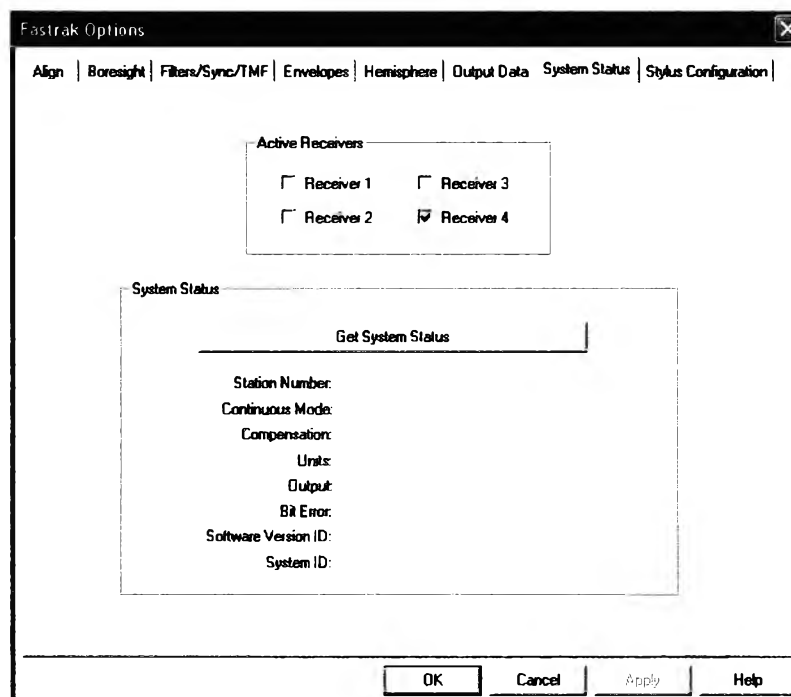 Fastrak Options
Align Boresight Filters/Sync/TMF Envelopes Hemisphere Output Data System Status Stylus Configuration
Active Receivers
Receiver 1 Receiver 3
Receiver 2 Receiver 4
System Status
Get System Status
Station Number:
Continuous Mode:
Compensation:
Units:
Output:
Bit Error:
Software Version ID:
System ID:
OK Cancel Apply Help